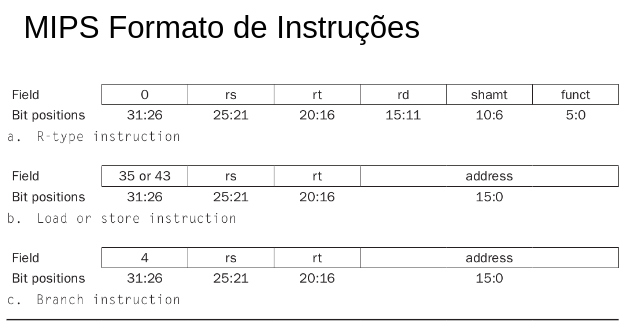 MIPS Formato de Instruções
Field 0 rs rt rd shamt funct
Bit positions 31:26 25:21 20:16 15:11 10:6 5:0
a. R-type instruction
Field 35 or 43 rs rt address
Bit positions 31:26 25:21 20:16 15:0
b. Load or store instruction
Field 4 rs rt address
Bit positions 31:26 25:21 20:16 15:0
c. Branch instruction